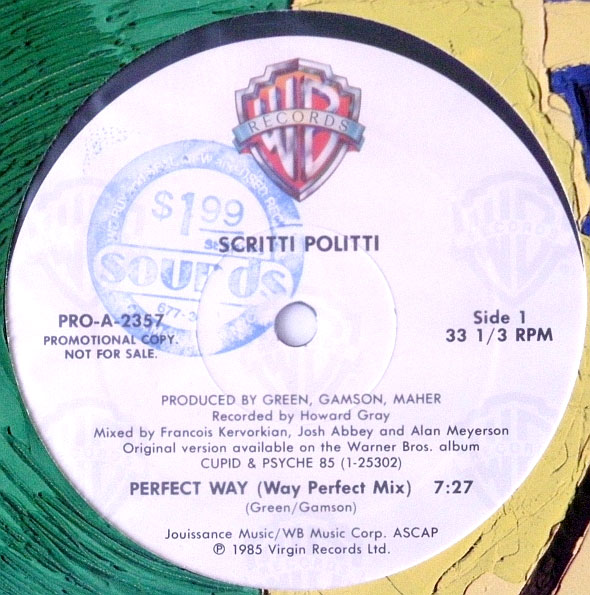 WB
RECORDS
$1.99
SOUNDS
SCRITTI POLITTI
PRO-A-2357
PROMOTIONAL COPY.
NOT FOR SALE.
Side 1
33 1/3 RPM
PRODUCED BY GREEN, GAMSON, MAHER
Recorded by Howard Gray
Mixed by Francois Kervorkian, Josh Abbey and Alan Meyerson
Original version available on the Warner Bros. album
CUPID & PSYCHE 85 (1-25302)
PERFECT WAY (Way Perfect Mix) 7:27
(Green/Gamson)
Jouissance Music/WB Music Corp. ASCAP
℗ 1985 Virgin Records Ltd.